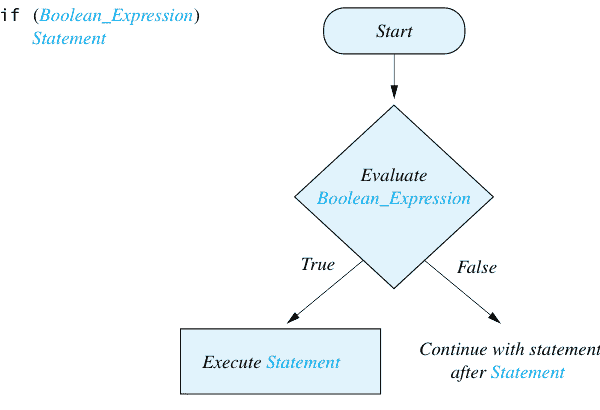 if (Boolean_Expression)
Statement
Start
Evaluate
Boolean_Expression
True
False
Execute Statement
Continue with statement
after Statement